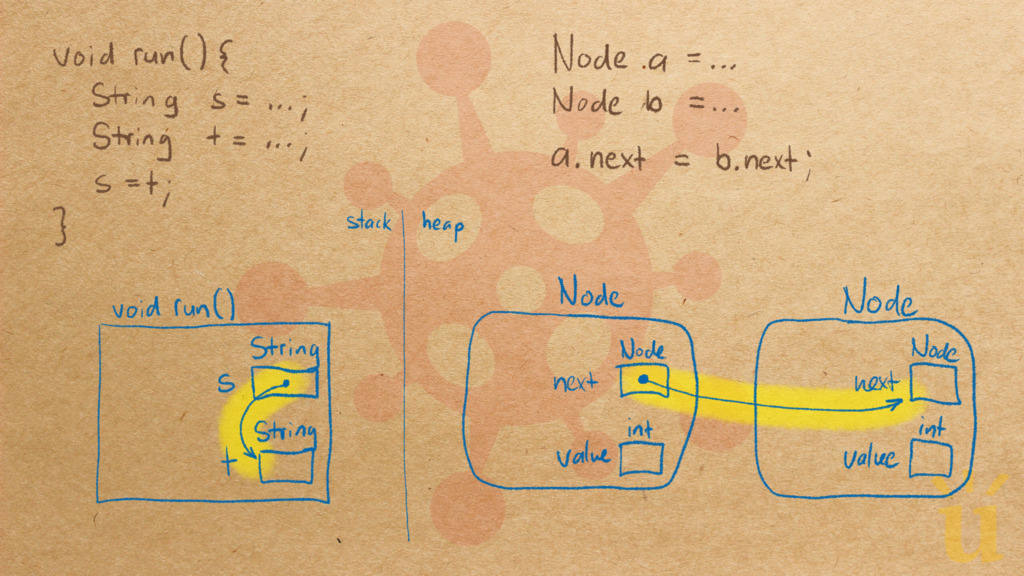 void run(){
String s = ...;
String t = ...;
s = t;
}
Node a = ...
Node b = ...
a.next = b.next;
stack heap
void run()
String
s
String
t
Node
Node
next
int
value
Node
Node
next
int
value
ú